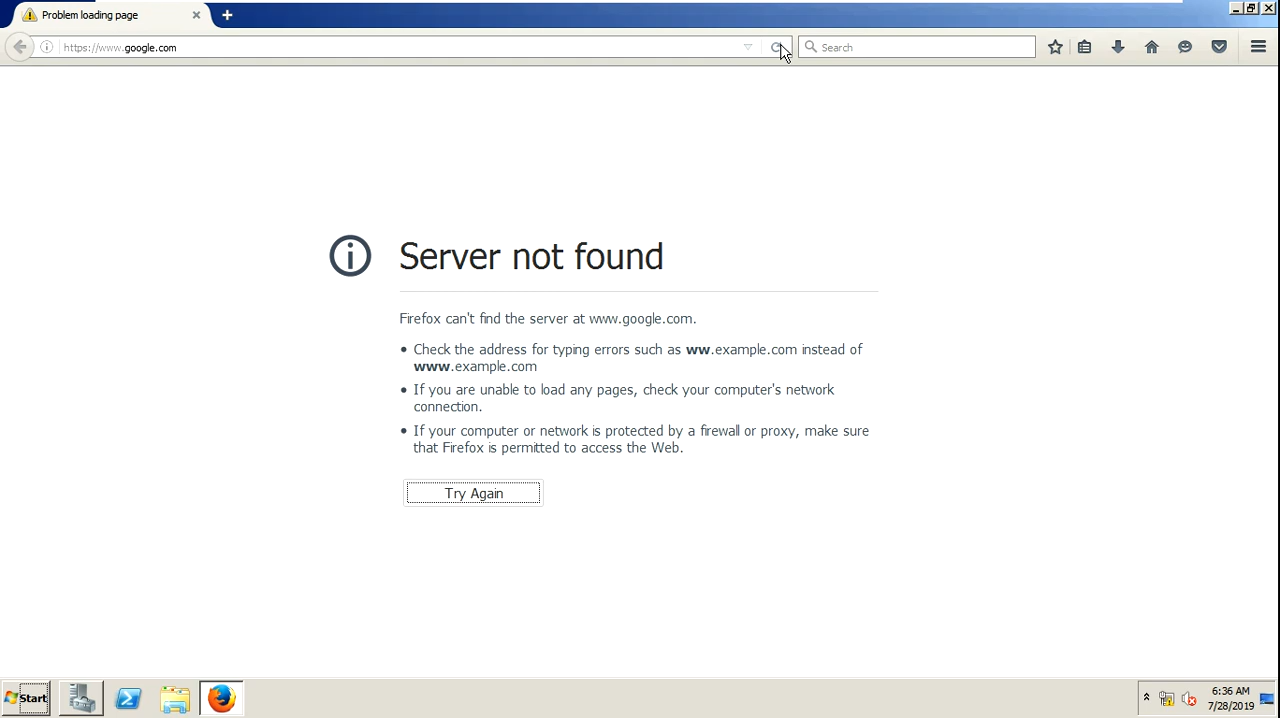 Problem loading page
https://www.google.com
Search
Server not found
Firefox can't find the server at www.google.com.
Check the address for typing errors such as ww.example.com instead of
www.example.com
If you are unable to load any pages, check your computer's network
connection.
If your computer or network is protected by a firewall or proxy, make sure
that Firefox is permitted to access the Web.
Try Again
Start
6:36 AM
7/28/2019